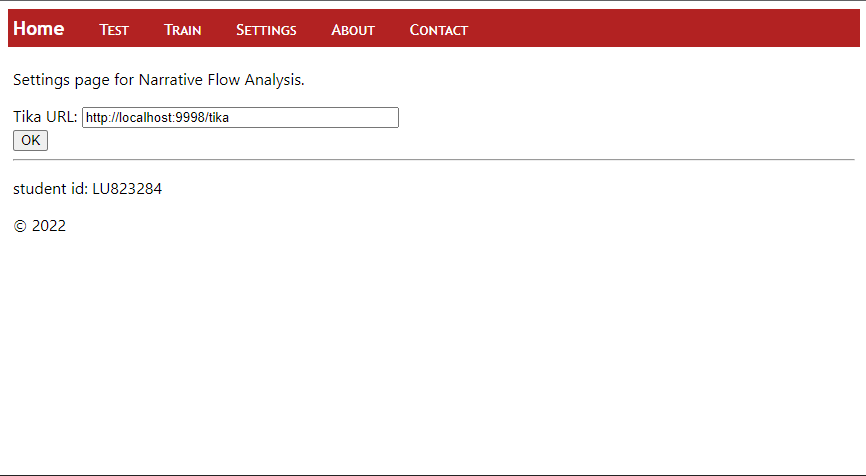 Home Test Train Settings About Contact
Settings page for Narrative Flow Analysis.
Tika URL: http://localhost:9998/tika
OK
student id: LU823284
© 2022